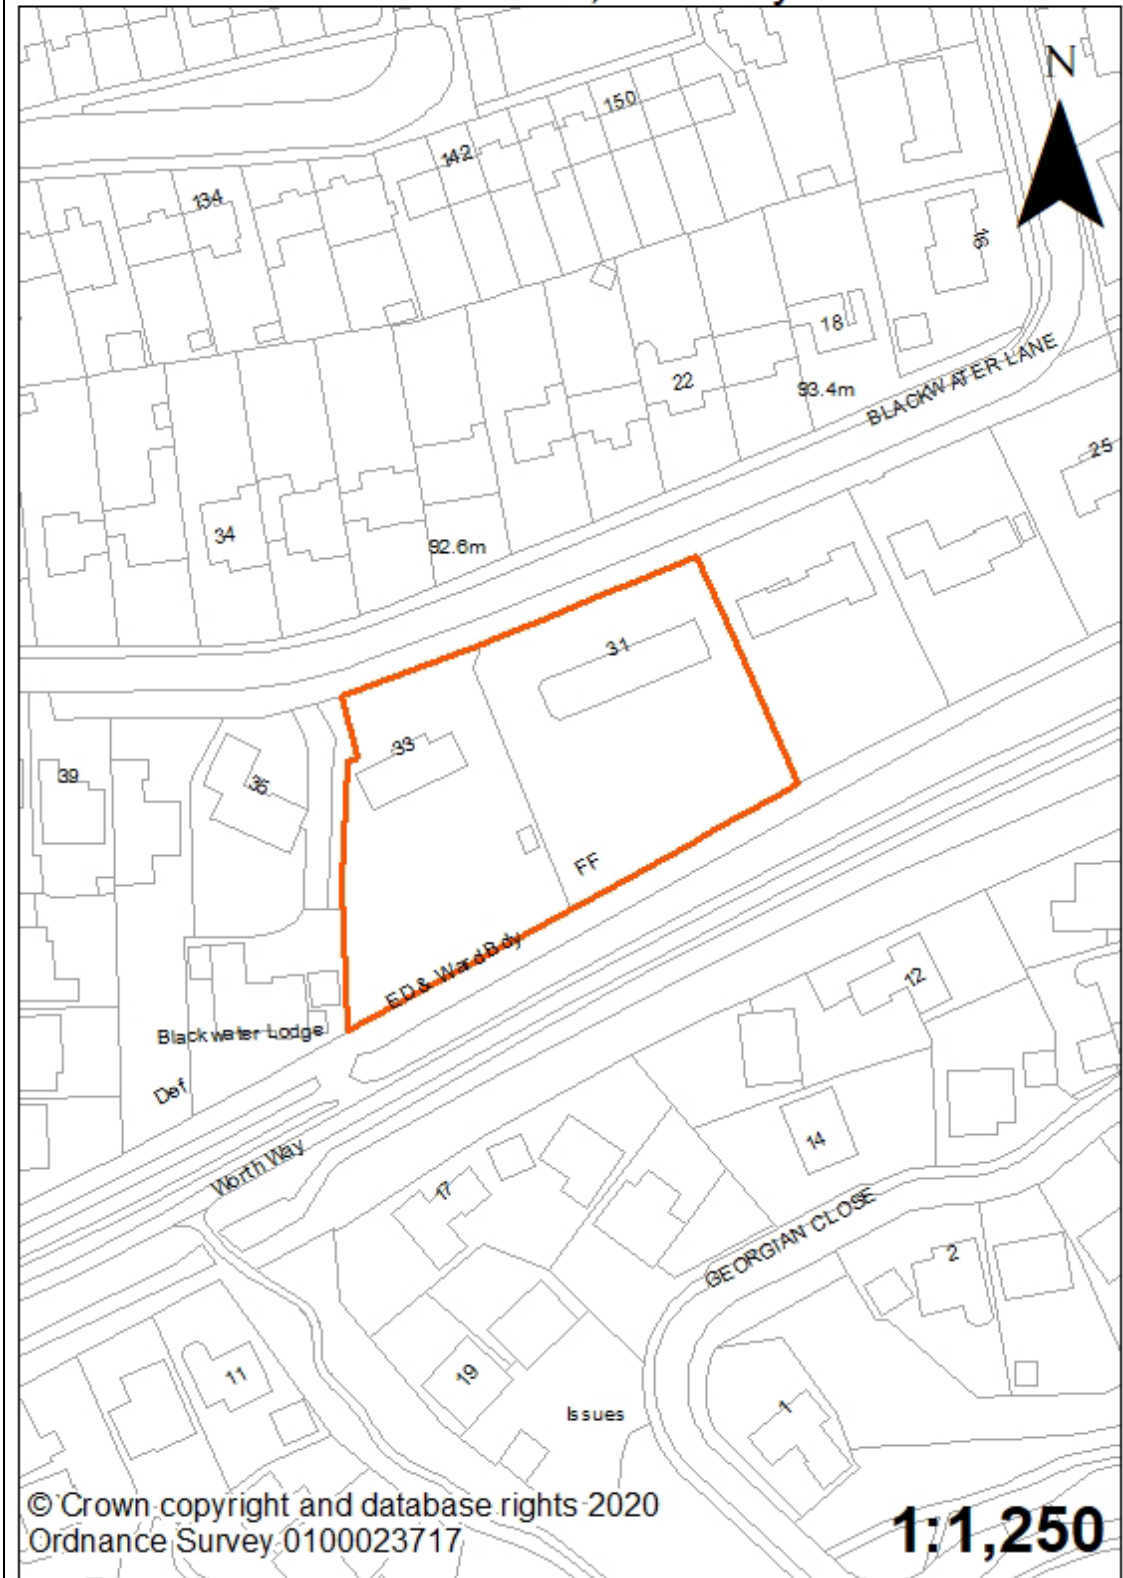 N
150
142
134
16
18
22
93.4m
BLACKWATER LANE
25
34
92.6m
31
33
39
35
FF
ED & Ward Bdy
12
Blackwater Lodge
Def
14
Worth Way
17
GEORGIAN CLOSE
2
11
19
1
Issues
© Crown copyright and database rights 2020
Ordnance Survey 0100023717
1:1,250